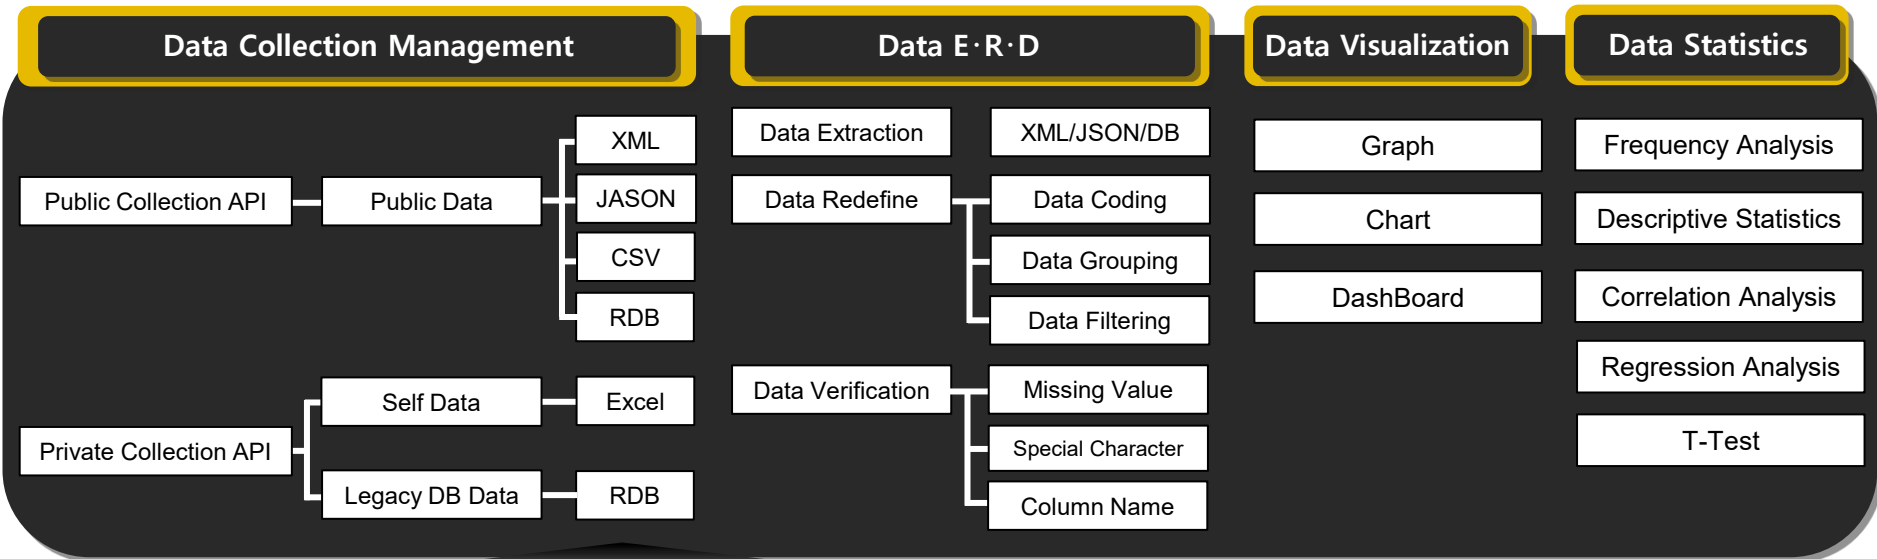 Data Collection Management
Public Collection API
Public Data
XML
JASON
CSV
RDB
Private Collection API
Self Data
Excel
Legacy DB Data
RDB
Data E·R·D
Data Extraction
XML/JSON/DB
Data Redefine
Data Coding
Data Grouping
Data Filtering
Data Verification
Missing Value
Special Character
Column Name
Data Visualization
Graph
Chart
DashBoard
Data Statistics
Frequency Analysis
Descriptive Statistics
Correlation Analysis
Regression Analysis
T-Test